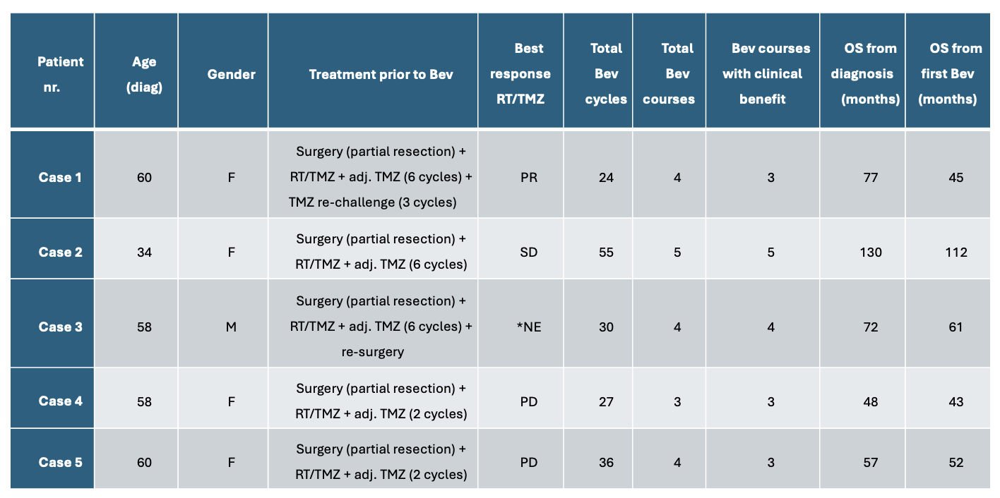 Patient nr. Age (diag) Gender Treatment prior to Bev Best response RT/TMZ Total Bev cycles Total Bev courses Bev courses with clinical benefit OS from diagnosis (months) OS from first Bev (months)
Case 1 60 F Surgery (partial resection) + RT/TMZ + adj. TMZ (6 cycles) + TMZ re-challenge (3 cycles) PR 24 4 3 77 45
Case 2 34 F Surgery (partial resection) + RT/TMZ + adj. TMZ (6 cycles) SD 55 5 5 130 112
Case 3 58 M Surgery (partial resection) + RT/TMZ + adj. TMZ (6 cycles) + re-surgery *NE 30 4 4 72 61
Case 4 58 F Surgery (partial resection) + RT/TMZ + adj. TMZ (2 cycles) PD 27 3 3 48 43
Case 5 60 F Surgery (partial resection) + RT/TMZ + adj. TMZ (2 cycles) PD 36 4 3 57 52